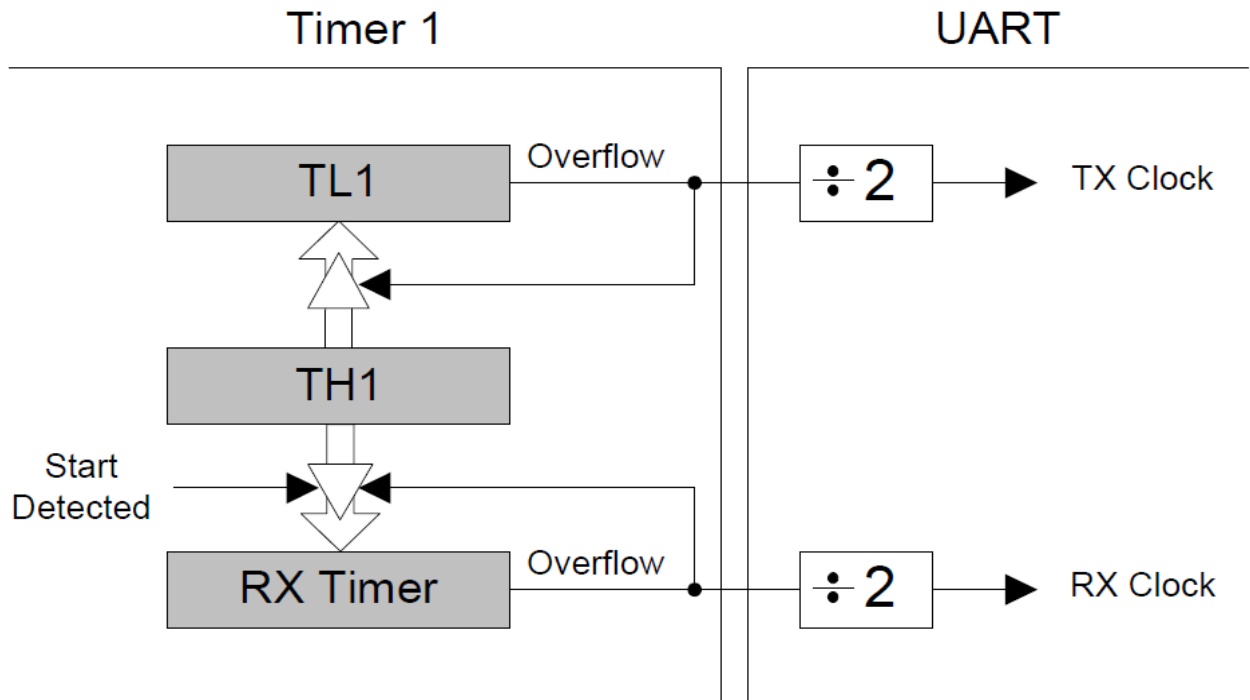 Timer 1
UART
Overflow
TL1
÷ 2
TX Clock
TH1
Start
Detected
Overflow
RX Timer
÷ 2
RX Clock